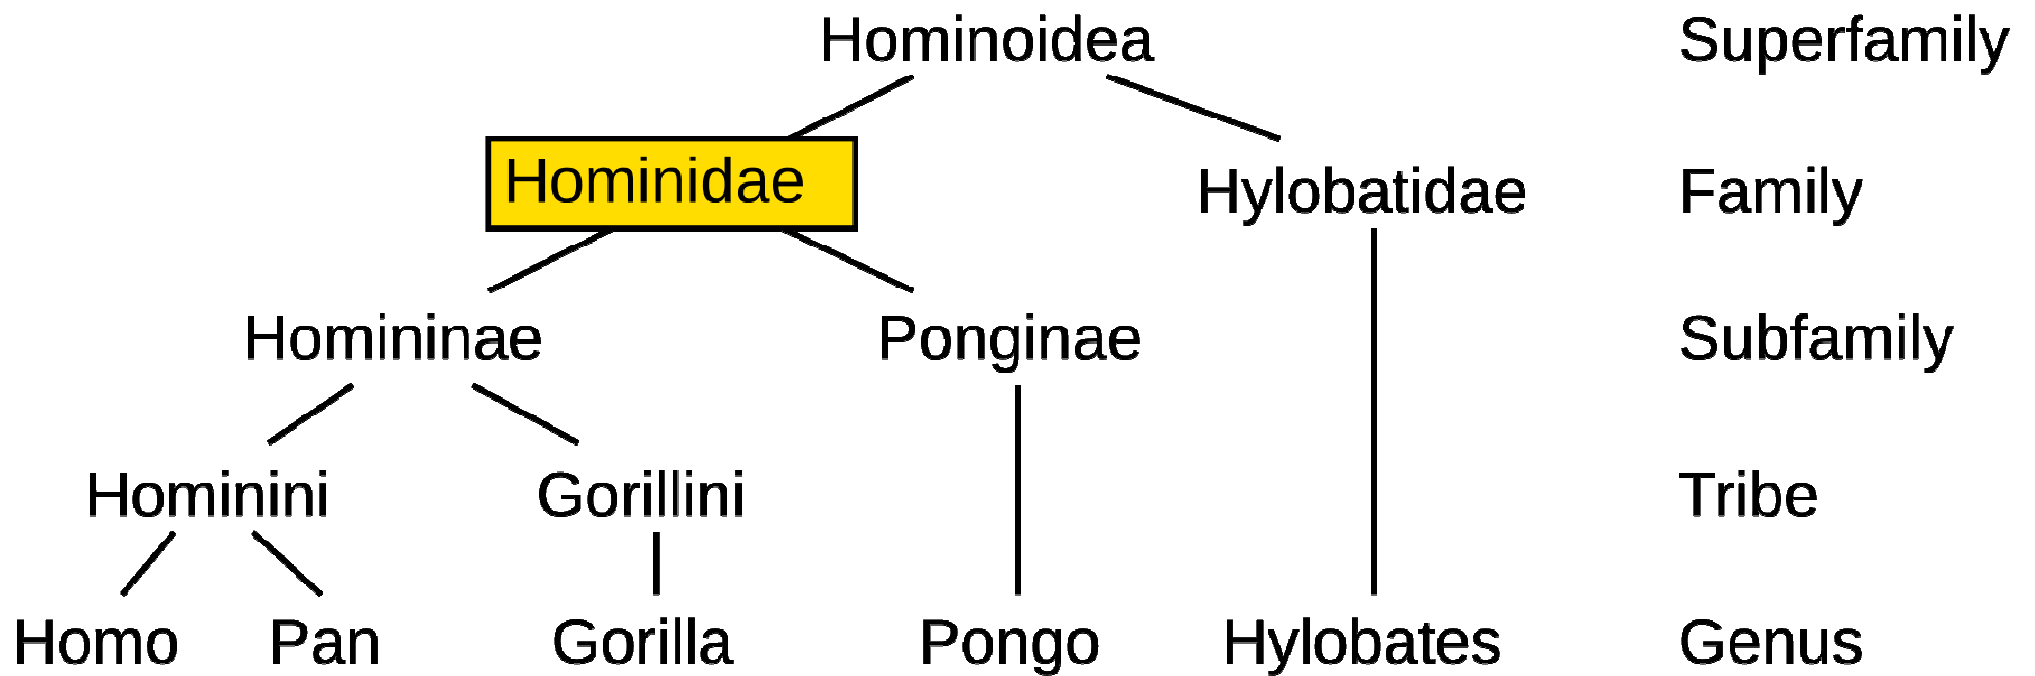 Hominoidea Superfamily
Hominidae Hylobatidae Family
Homininae Ponginae Subfamily
Hominini Gorillini Tribe
Homo Pan Gorilla Pongo Hylobates Genus